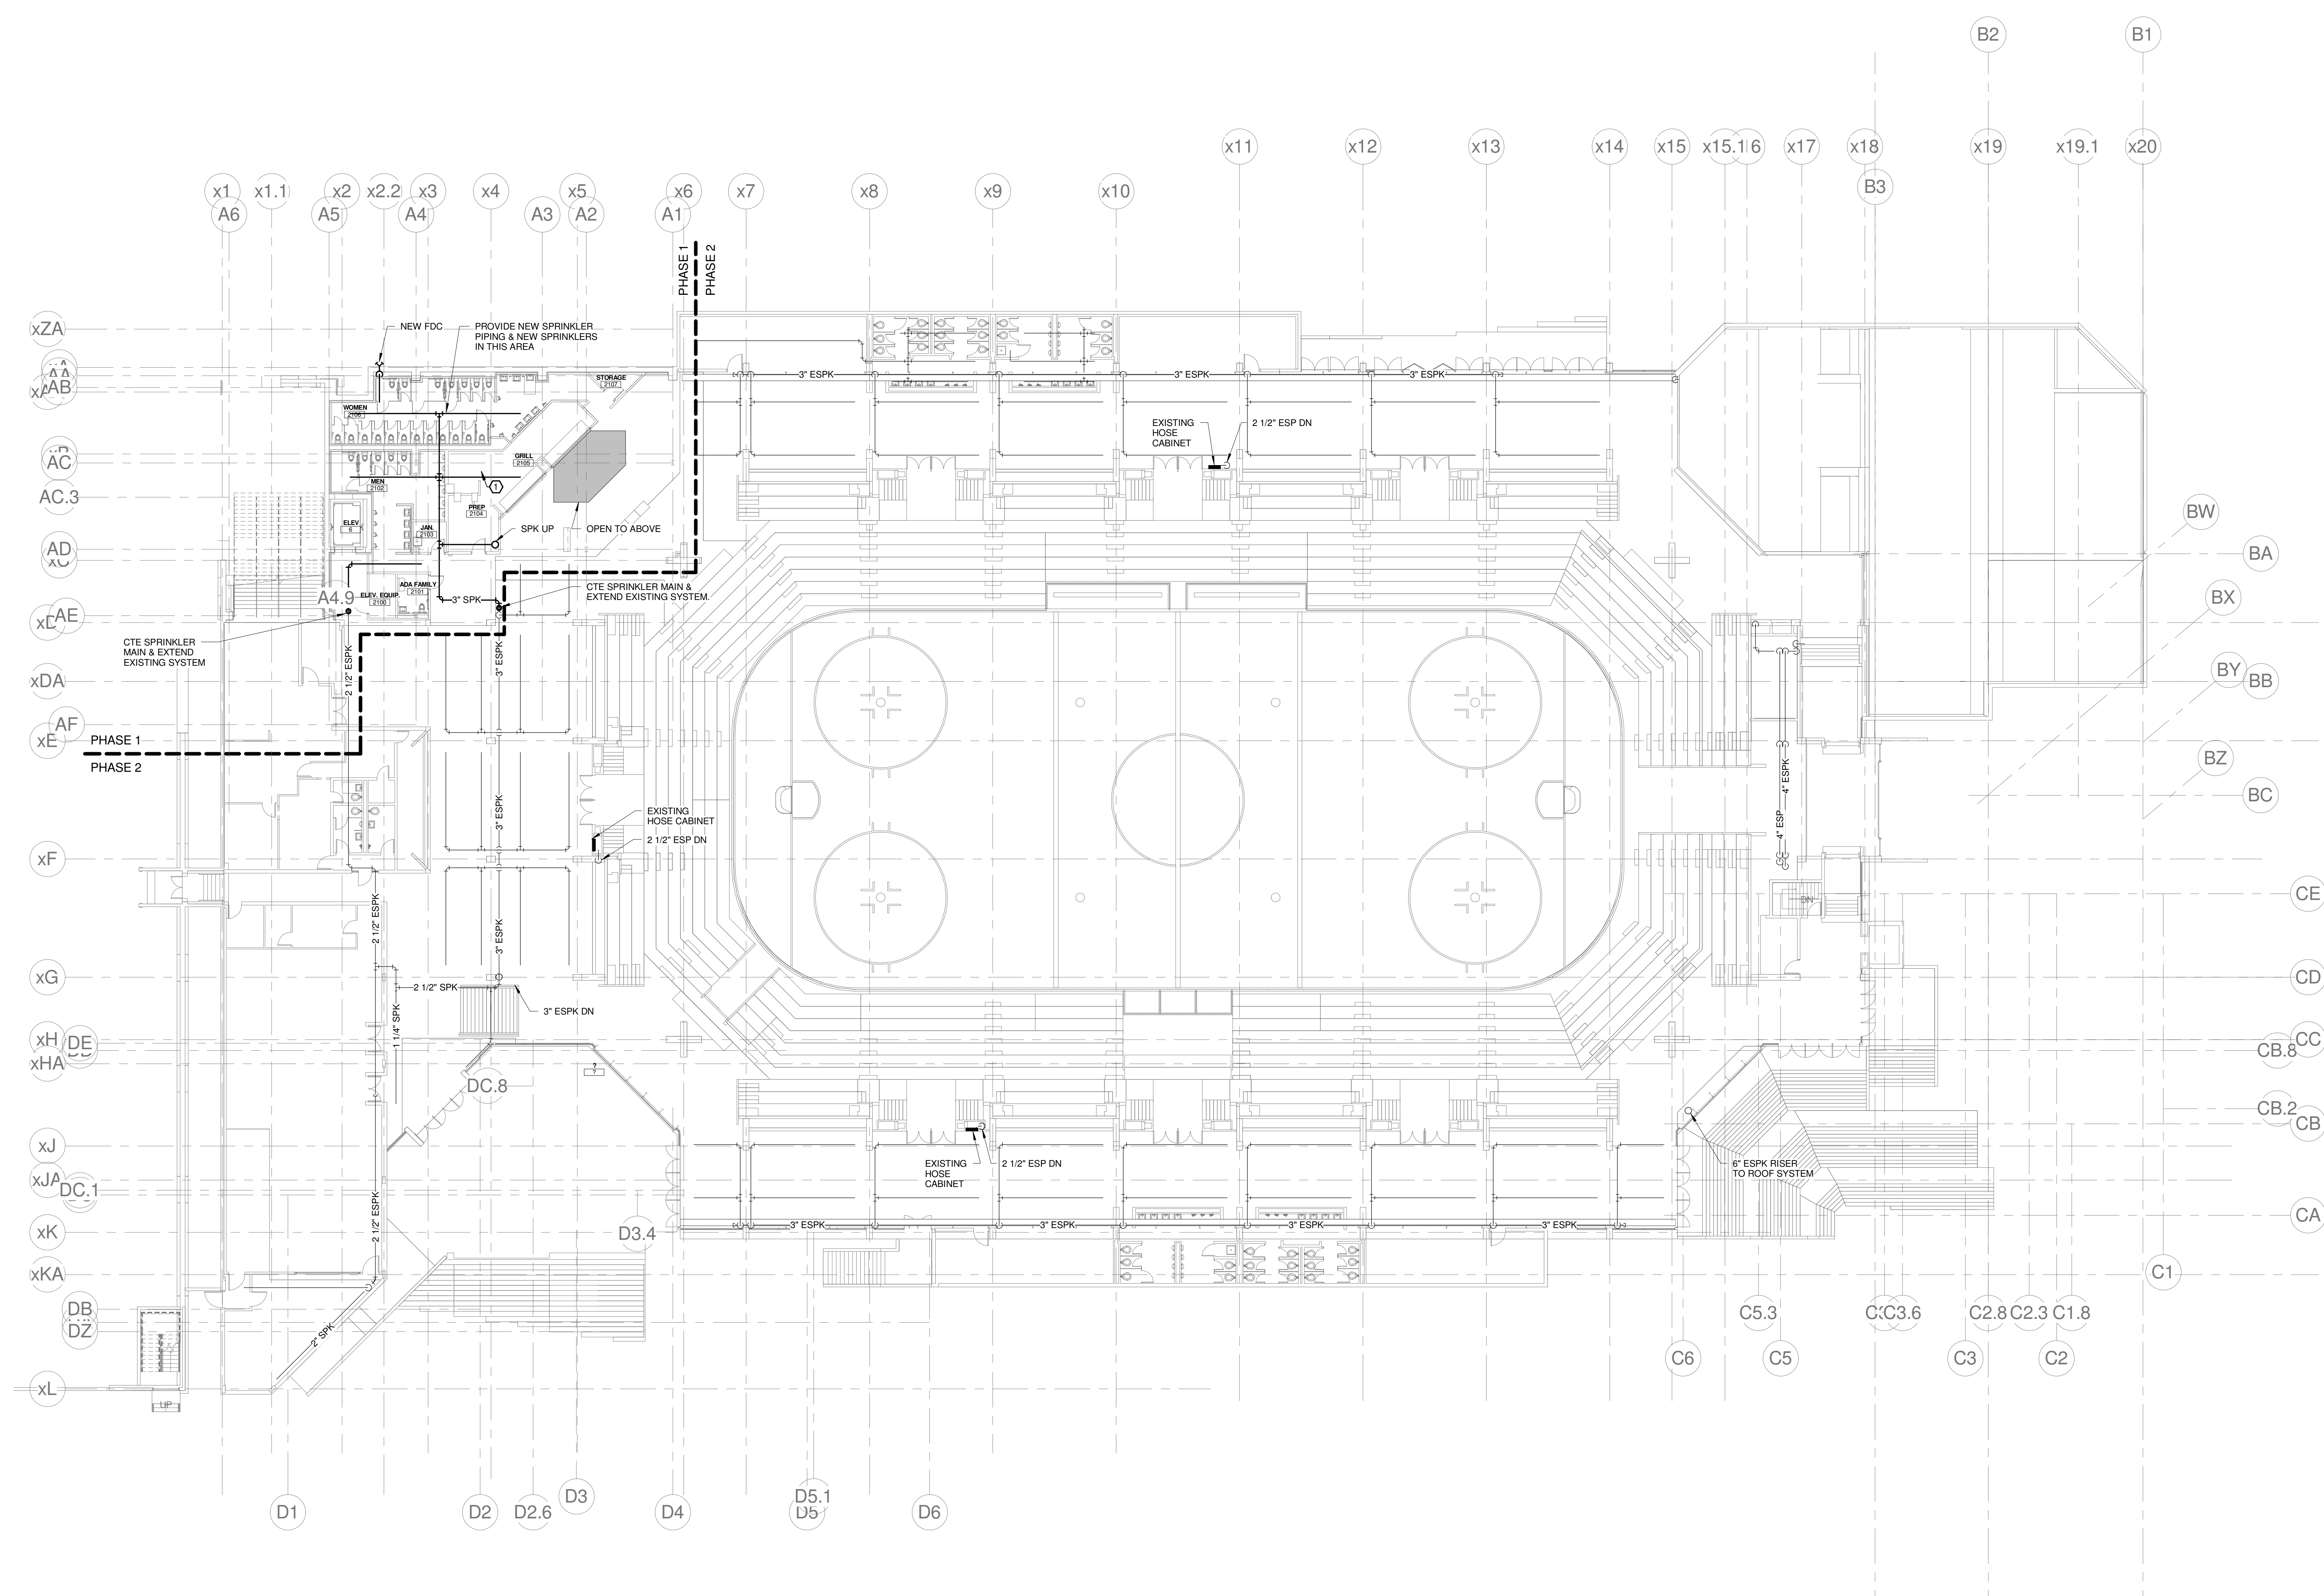 B2
B1
x11
x12
x13
x14
x15
x15.1
6
x17
x18
x19
x19.1
x20
B3
x1
x1.1
x2
x2.2
x3
x4
x5
x6
x7
x8
x9
x10
A6
A5
A4
A3
A2
A1
PHASE 1
PHASE 2
xZA
NEW FDC
PROVIDE NEW SPRINKLER
PIPING & NEW SPRINKLERS
IN THIS AREA
AA
AB
STORAGE
2107
3" ESPK
3" ESPK
3" ESPK
WOMEN
2106
EXISTING
HOSE
CABINET
2 1/2" ESP DN
AC
GRILL
2105
MEN
2102
1
AC.3
PREP
2104
BW
ELEV
6
JAN.
2103
SPK UP
OPEN TO ABOVE
AD
xC
BA
ADA FAMILY
2101
ELEV. EQUIP.
2100
A4.9
3" SPK
CTE SPRINKLER MAIN &
EXTEND EXISTING SYSTEM.
BX
AE
xD
CTE SPRINKLER
MAIN & EXTEND
EXISTING SYSTEM
2 1/2" ESPK
3" ESPK
xDA
BY
BB
AF
xE
PHASE 1
PHASE 2
BZ
4" ESPK
4" ESP
BC
EXISTING
HOSE CABINET
3" ESPK
2 1/2" ESP DN
xF
CE
DN
2 1/2" ESPK
3" ESPK
xG
CD
2 1/2" SPK
3" ESPK DN
1 1/4" SPK
xH
DE
CC
CB.8
xHA
?
?
DC.8
CB.2
CB
xJ
EXISTING
HOSE
CABINET
2 1/2" ESP DN
6" ESPK RISER
TO ROOF SYSTEM
xJA
DC.1
2 1/2" ESPK
3" ESPK
3" ESPK
3" ESPK
3" ESPK
CA
xK
D3.4
xKA
C1
DB
DZ
C5.3
C3.6
C2.8
C2.3
C1.8
2" SPK
C6
C5
C3
C2
xL
UP
D1
D2
D2.6
D3
D4
D5.1
D5
D6